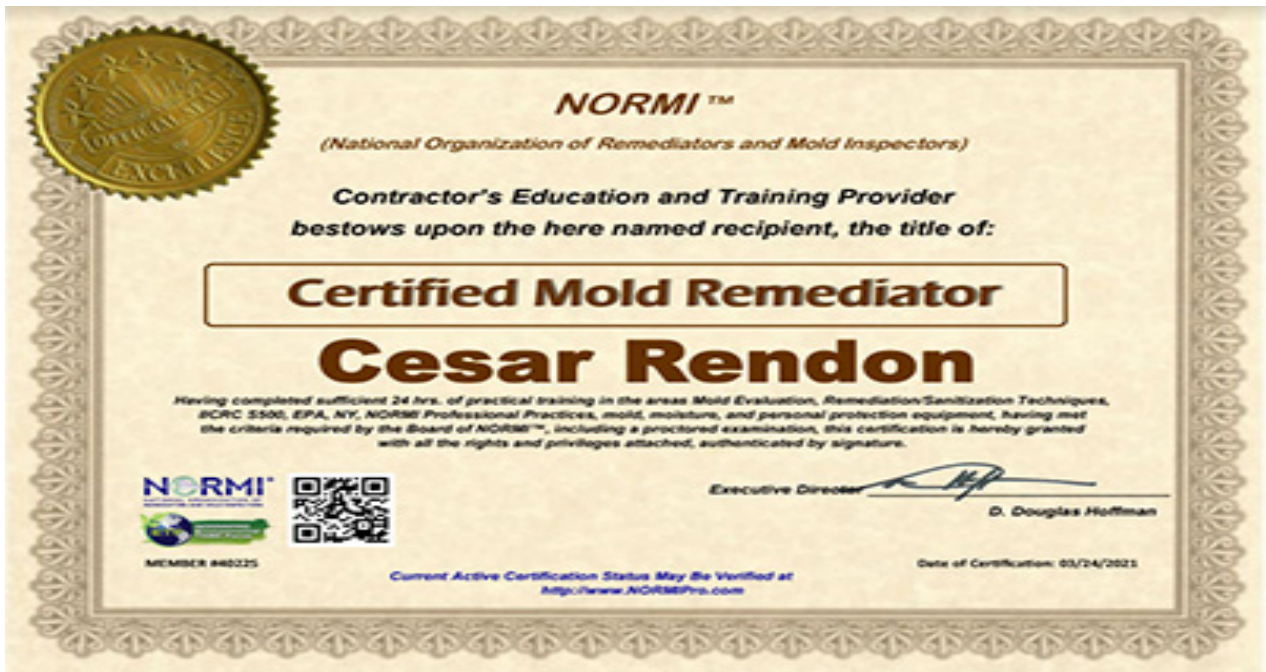 OFFICIAL SEAL
EXCELLENCE
NORMI™
(National Organization of Remediators and Mold Inspectors)
Contractor's Education and Training Provider
bestows upon the here named recipient, the title of:
Certified Mold Remediator
Cesar Rendon
Having completed sufficient 24 hrs. of practical training in the areas Mold Evaluation, Remediation/Sanitization Techniques,
IICRC S500, EPA, NY, NORMI Professional Practices, mold, moisture, and personal protection equipment, having met
the criteria required by the Board of NORMI™, including a proctored examination, this certification is hereby granted
with all the rights and privileges attached, authenticated by signature.
NORMI
Executive Director
D. Douglas Hoffman
MEMBER #40225
Date of Certification: 03/24/2021
Current Active Certification Status May Be Verified at
http://www.NORMIPro.com